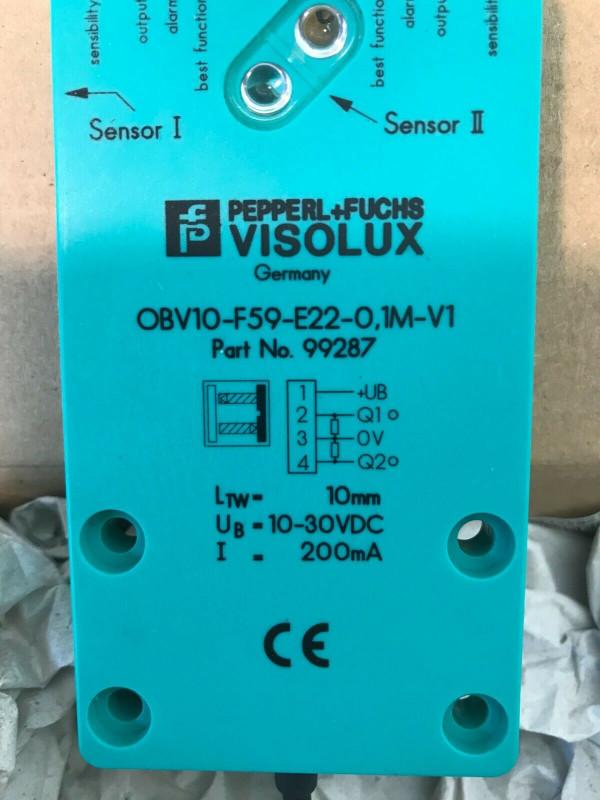 sensibility
output
alarm
best function
best function
alarm
output
sensibility
Sensor I
Sensor II
PEPPERL+FUCHS
VISOLUX
Germany
OBV10-F59-E22-0,1M-V1
Part No. 99287
1 +UB
2 Q1
3 0V
4 Q2
LTW= 10mm
UB = 10-30VDC
I = 200mA
CE